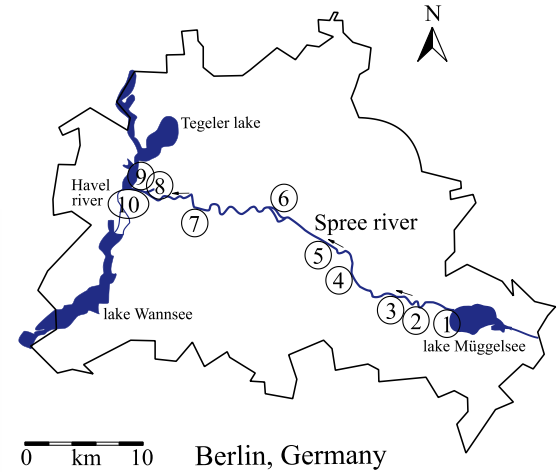 N
Tegeler lake
Havel
river
9
8
10
7
6
Spree river
5
4
3
2
1
lake Wannsee
lake Müggelsee
0 km 10
Berlin, Germany